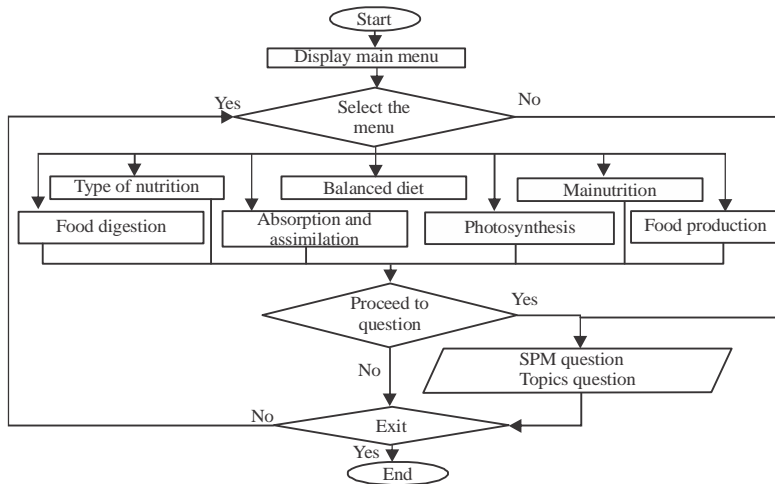 Start
Display main menu
Yes
Select the
menu
No
Type of nutrition
Balanced diet
Mainutrition
Food digestion
Absorption and
assimilation
Photosynthesis
Food production
Proceed to
question
Yes
No
SPM question
Topics question
No
Exit
Yes
End